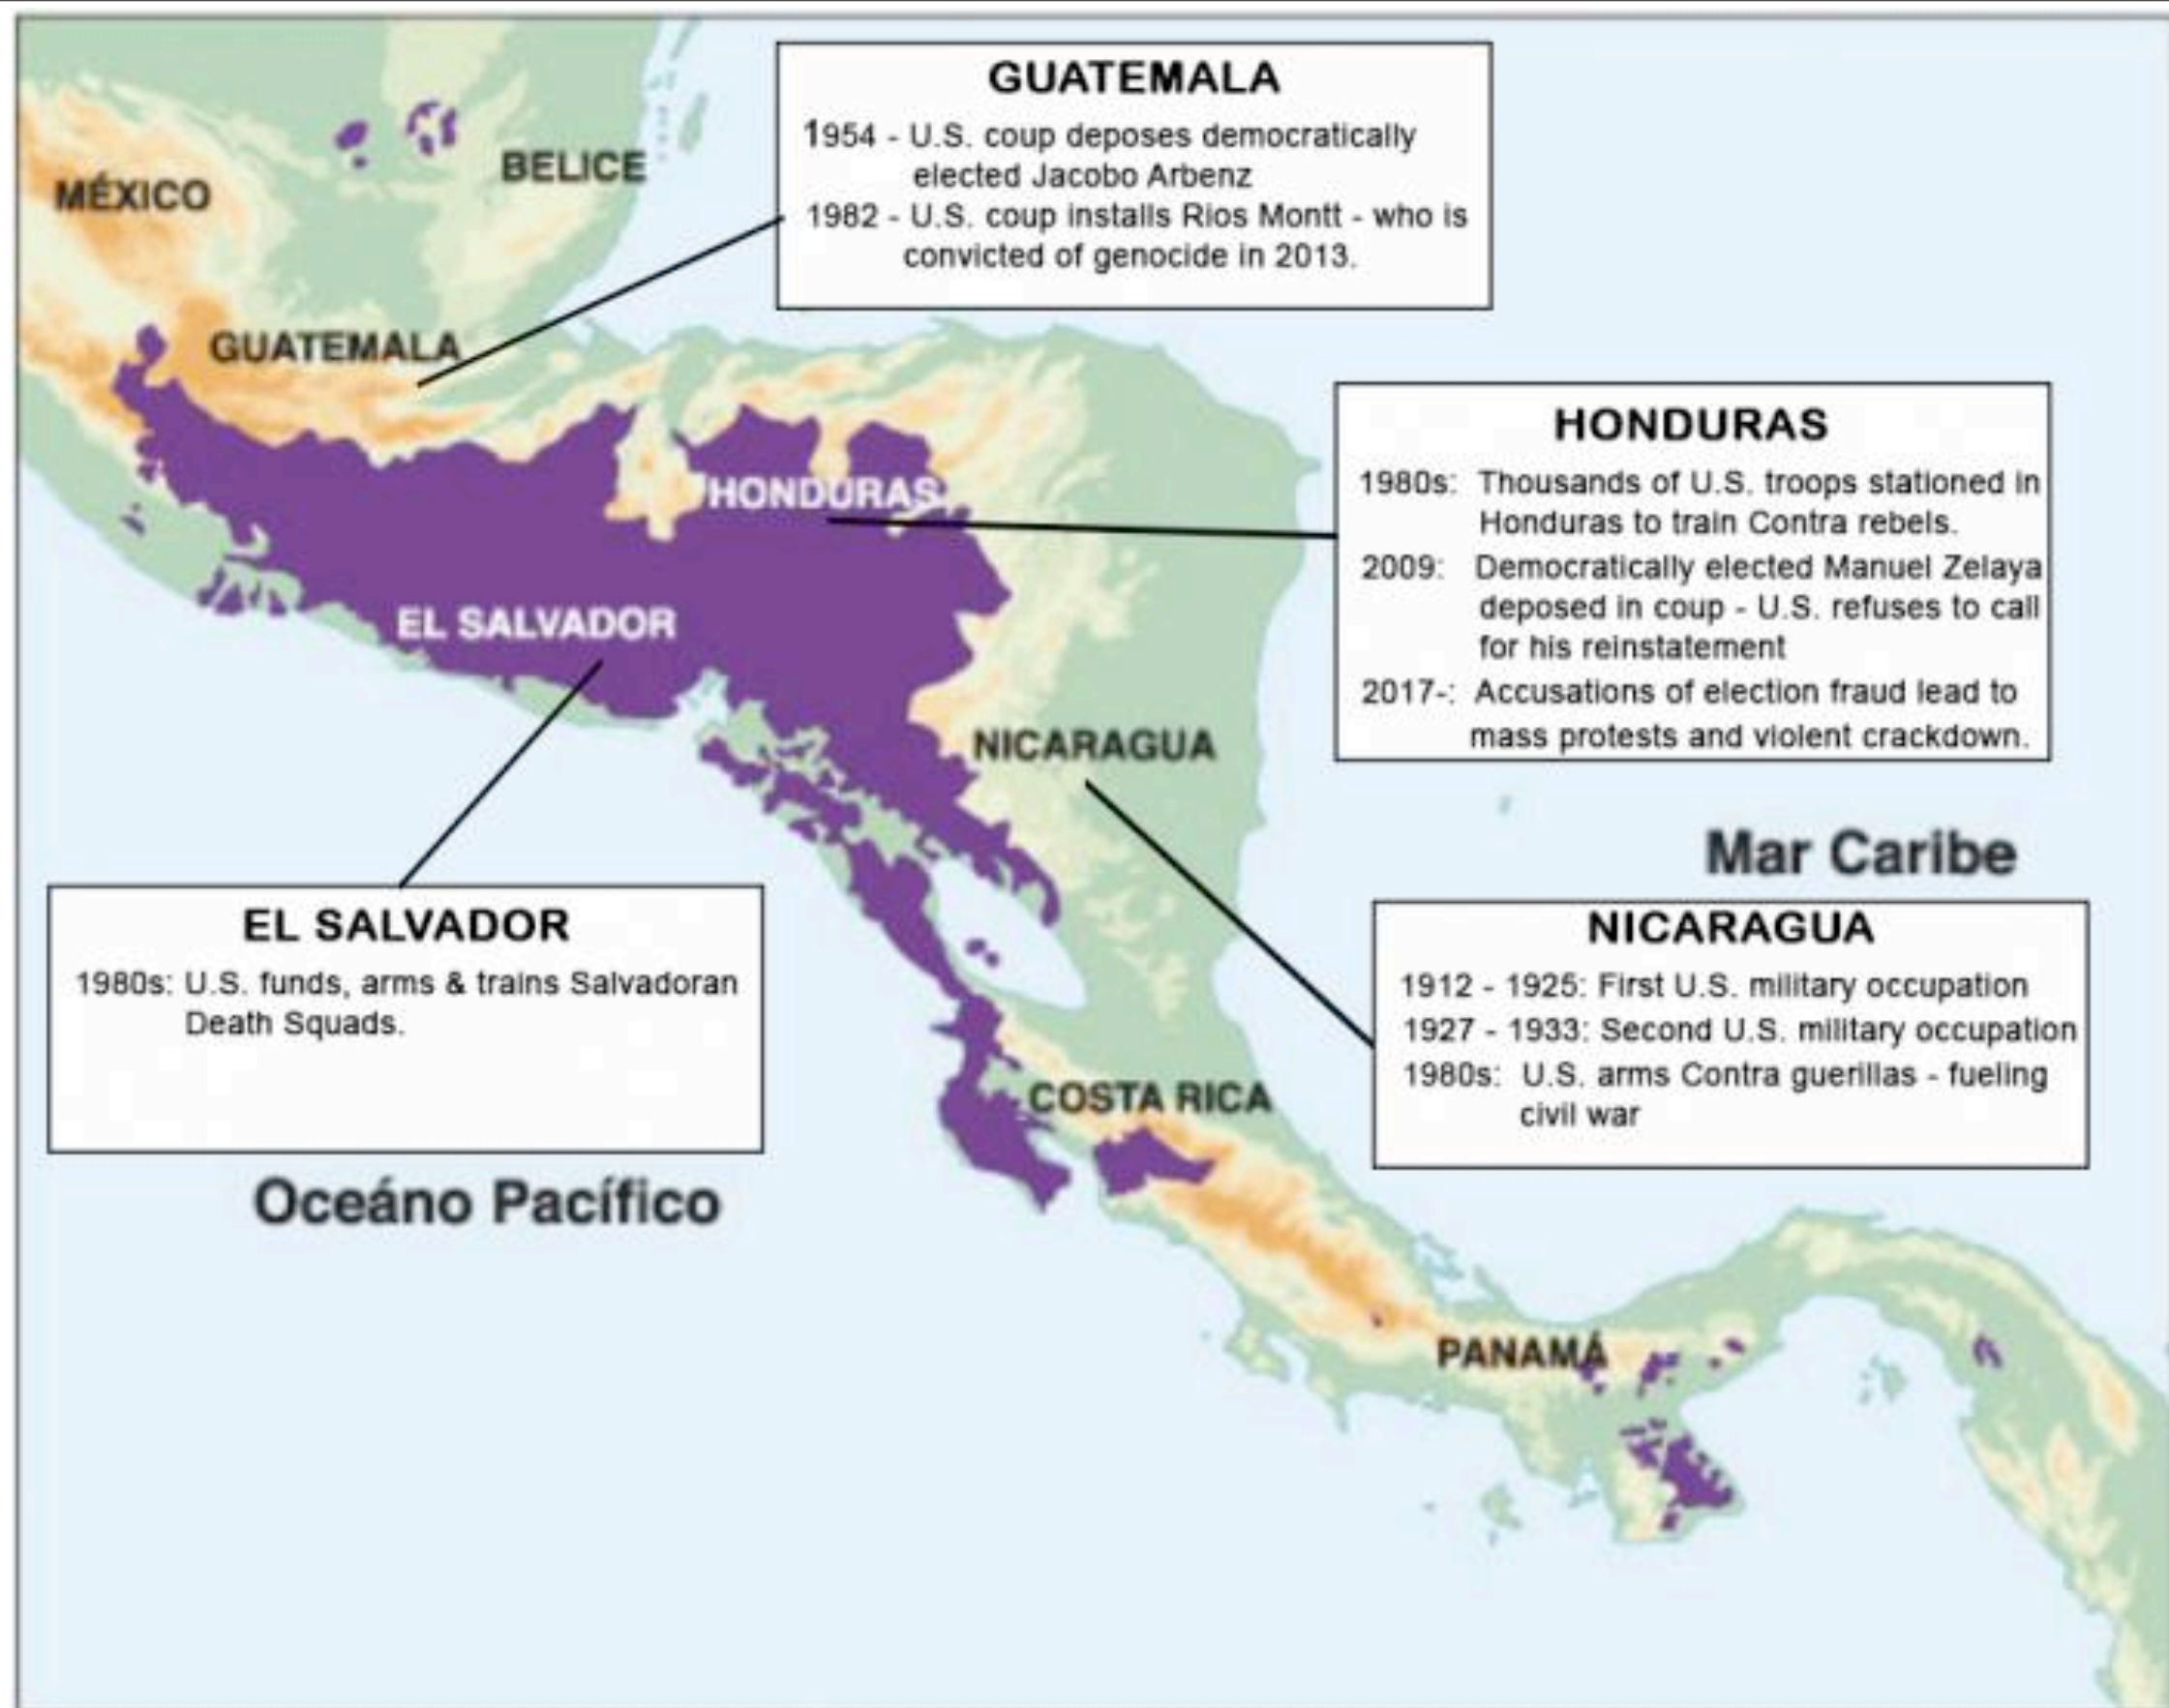 GUATEMALA
1954 - U.S. coup deposes democratically
elected Jacobo Arbenz
1982 - U.S. coup installs Rios Montt - who is
convicted of genocide in 2013.
MÉXICO
BELICE
GUATEMALA
HONDURAS
1980s: Thousands of U.S. troops stationed in
Honduras to train Contra rebels.
2009: Democratically elected Manuel Zelaya
deposed in coup - U.S. refuses to call
for his reinstatement
2017-: Accusations of election fraud lead to
mass protests and violent crackdown.
HONDURAS
EL SALVADOR
NICARAGUA
Mar Caribe
EL SALVADOR
1980s: U.S. funds, arms & trains Salvadoran
Death Squads.
NICARAGUA
1912 - 1925: First U.S. military occupation
1927 - 1933: Second U.S. military occupation
1980s: U.S. arms Contra guerillas - fueling
civil war
COSTA RICA
Oceáno Pacífico
PANAMÁ